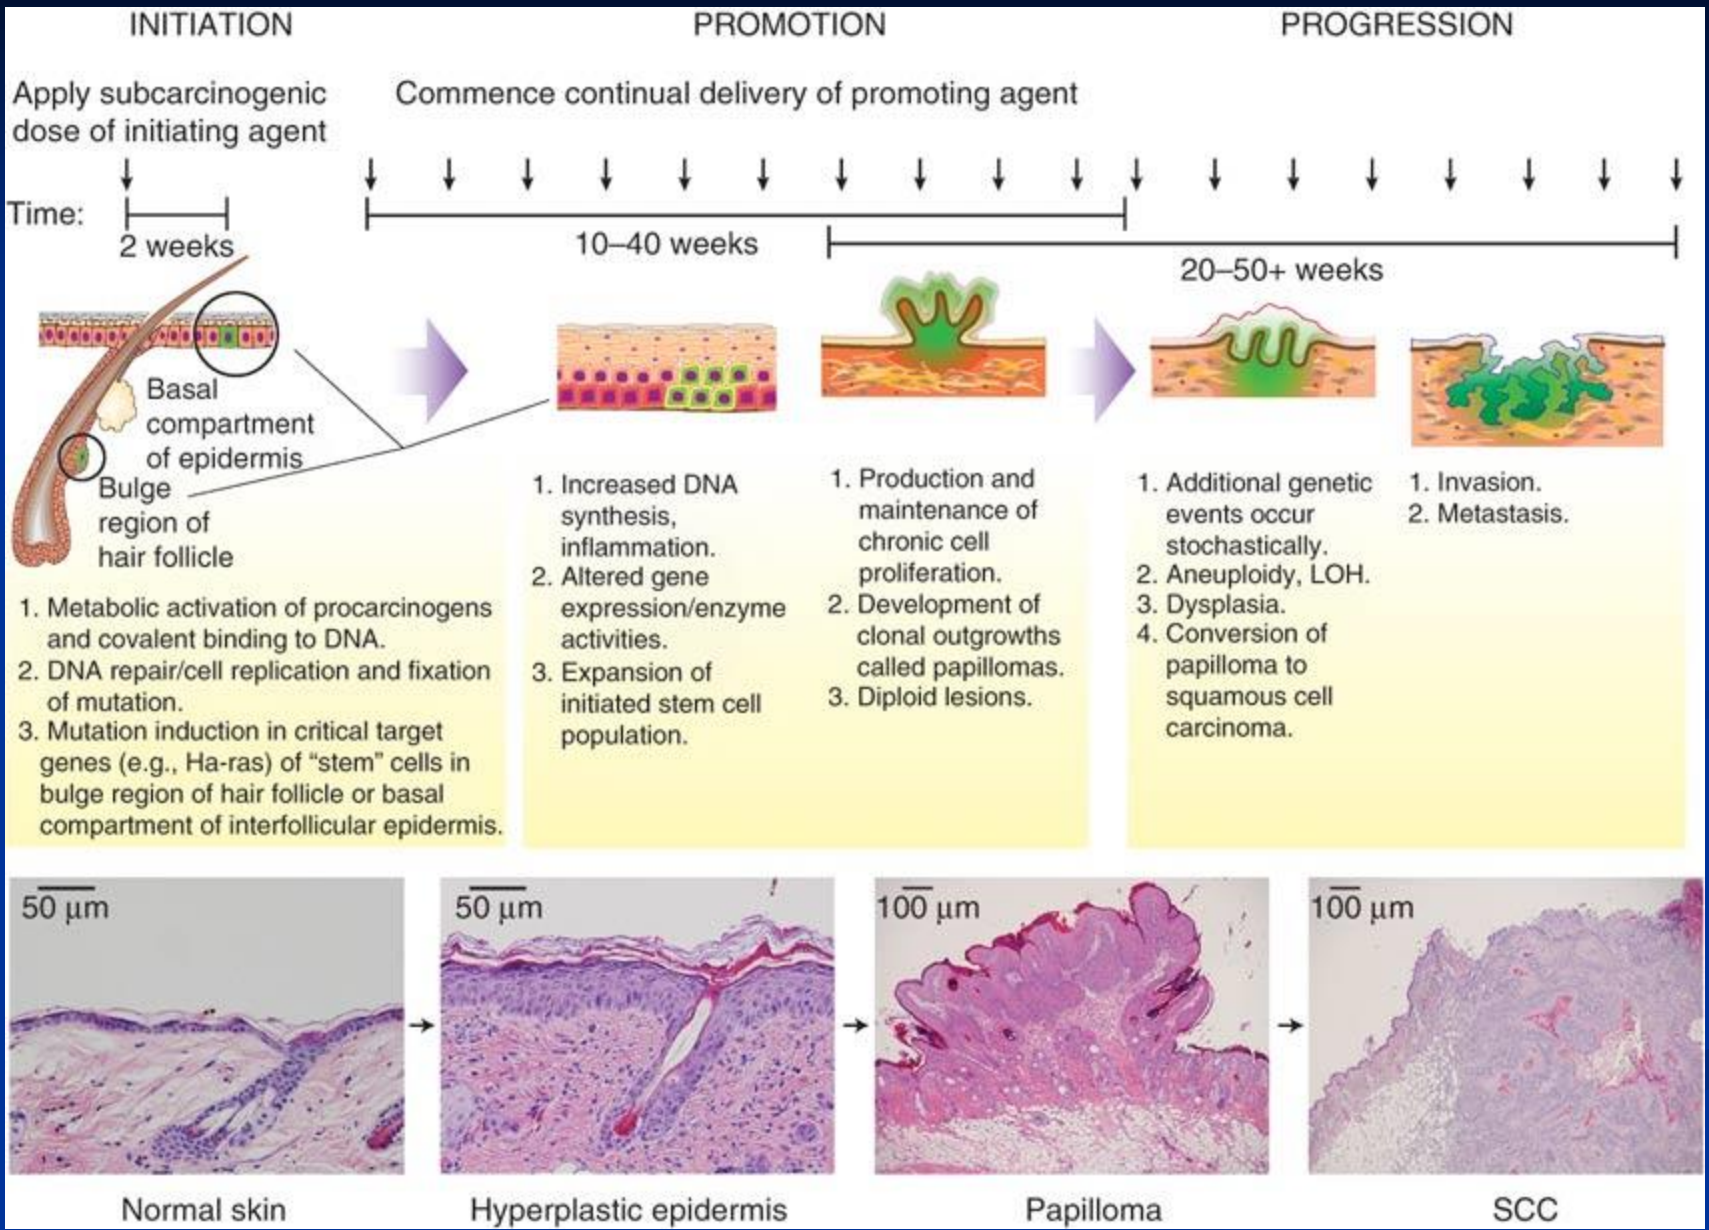 INITIATION
PROMOTION
PROGRESSION
Apply subcarcinogenic
dose of initiating agent
Commence continual delivery of promoting agent
Time:
2 weeks
10–40 weeks
20–50+ weeks
Basal
compartment
of epidermis
Bulge
region of
hair follicle
1. Metabolic activation of procarcinogens
and covalent binding to DNA.
2. DNA repair/cell replication and fixation
of mutation.
3. Mutation induction in critical target
genes (e.g., Ha-ras) of “stem” cells in
bulge region of hair follicle or basal
compartment of interfollicular epidermis.
1. Increased DNA
synthesis,
inflammation.
2. Altered gene
expression/enzyme
activities.
3. Expansion of
initiated stem cell
population.
1. Production and
maintenance of
chronic cell
proliferation.
2. Development of
clonal outgrowths
called papillomas.
3. Diploid lesions.
1. Additional genetic
events occur
stochastically.
2. Aneuploidy, LOH.
3. Dysplasia.
4. Conversion of
papilloma to
squamous cell
carcinoma.
1. Invasion.
2. Metastasis.
50 μm
50 μm
100 μm
100 μm
Normal skin
Hyperplastic epidermis
Papilloma
SCC